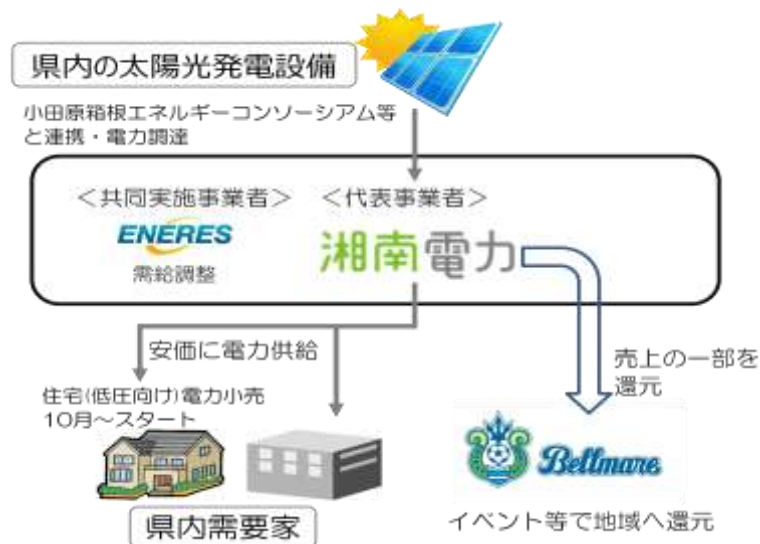 県内の太陽光発電設備
小田原箱根エネルギーコンソーシアム等
と連携・電力調達
＜共同実施事業者＞
ENERES
需給調整
＜代表事業者＞
湘南電力
安価に電力供給
住宅(低圧向け)電力小売
10月～スタート
県内需要家
売上の一部を
還元
Bellmare
イベント等で地域へ還元